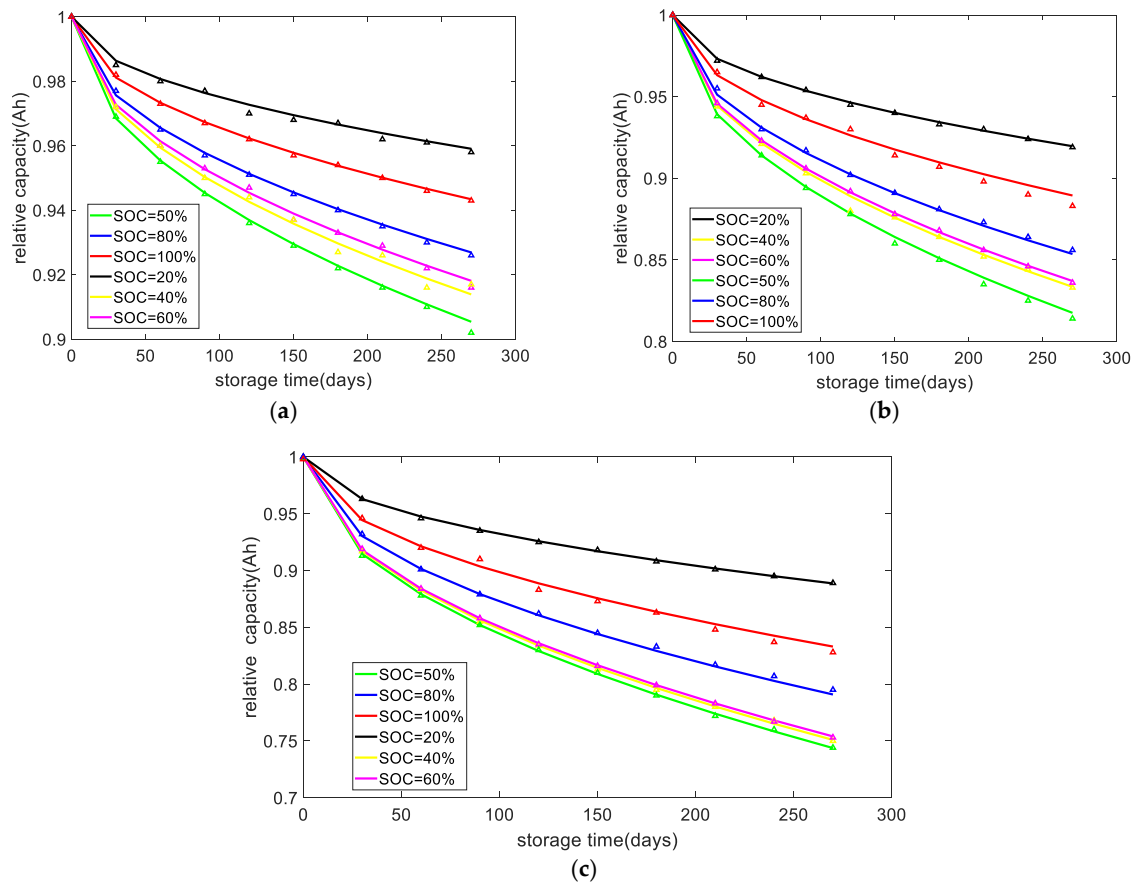 1
0.98
0.96
0.94
0.92
0.9
relative capacity(Ah)
SOC=50%
SOC=80%
SOC=100%
SOC=20%
SOC=40%
SOC=60%
0 50 100 150 200 250 300
storage time(days)
(a)
1
0.95
0.9
0.85
0.8
relative capacity(Ah)
SOC=20%
SOC=40%
SOC=60%
SOC=50%
SOC=80%
SOC=100%
0 50 100 150 200 250 300
storage time(days)
(b)
1
0.95
0.9
0.85
0.8
0.75
0.7
relative capacity(Ah)
SOC=50%
SOC=80%
SOC=100%
SOC=20%
SOC=40%
SOC=60%
0 50 100 150 200 250 300
storage time(days)
(c)